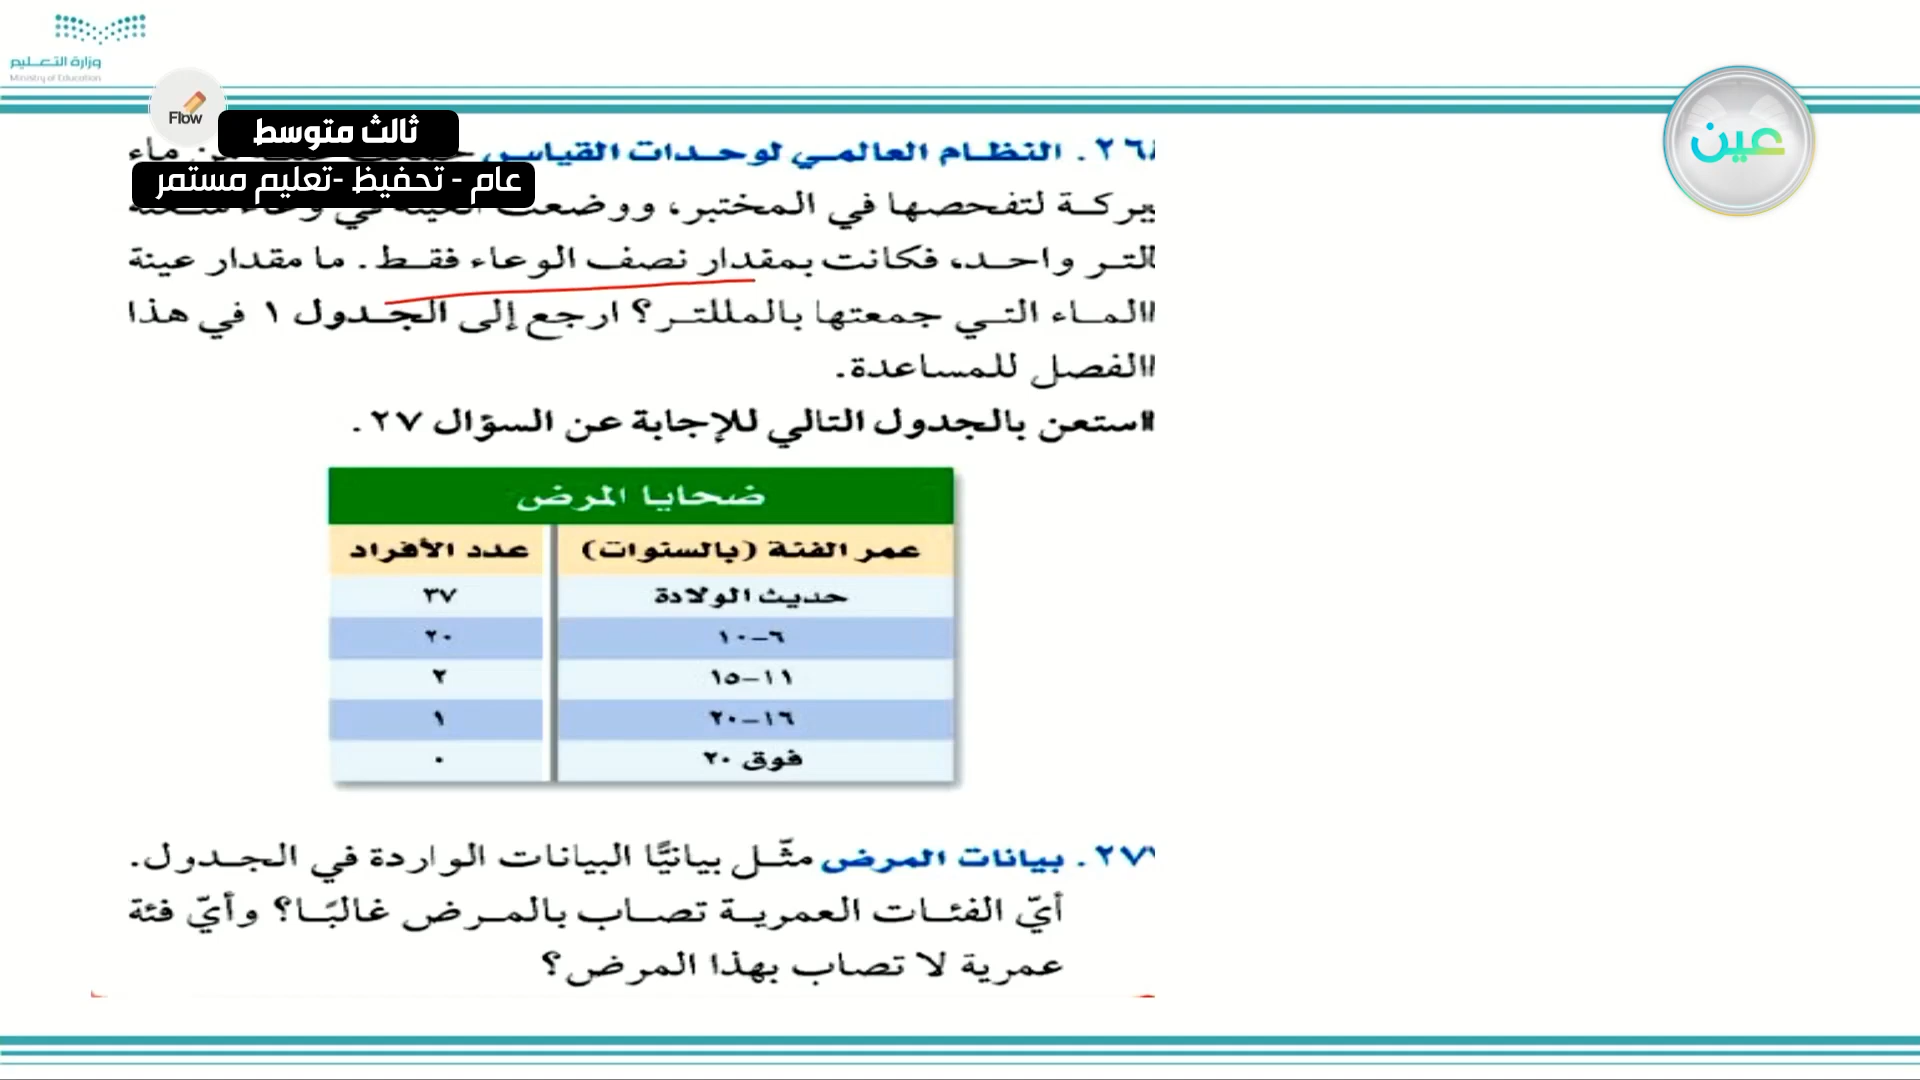 وزارة التعليم
Ministry of Education
Flow
ثالث متوسط
عام - تحفيظ -تعليم مستمر
عين
٢٦. النظام العالمي لوحدات القياس ماء
بركة لتفحصها في المختبر، ووضعت العينة في وعاء
لتر واحد، فكانت بمقدار نصف الوعاء فقط. ما مقدار عينة
الماء التي جمعتها بالمللتر؟ ارجع إلى الجدول ١ في هذا
الفصل للمساعدة.
استعن بالجدول التالي للإجابة عن السؤال ٢٧.
ضحايا المرض
عمر الفئة (بالسنوات) عدد الأفراد
حديث الولادة ٣٧
٦–١٠ ٢٠
١١–١٥ ٢
١٦–٢٠ ١
فوق ٢٠ ٠
٢٧. بيانات المرض مثّل بيانيًّا البيانات الواردة في الجدول.
أيّ الفئات العمرية تصاب بالمرض غالبًا؟ وأيّ فئة
عمرية لا تصاب بهذا المرض؟